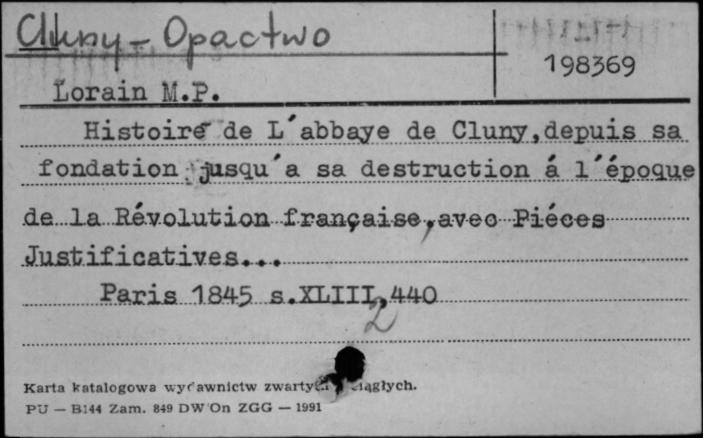 Cluny - Opactwo
198369
Lorain M.P.
Histoire de L´abbaye de Cluny,depuis sa
fondation jusqu´a sa destruction á l´époque
de la Révolution française,avec Piéces
Justificatives...
Paris 1845 s.XLIII,440
2
Karta katalogowa wydawnictw zwartych i ciągłych.
PU — B144 Zam. 849 DW On ZGG — 1991